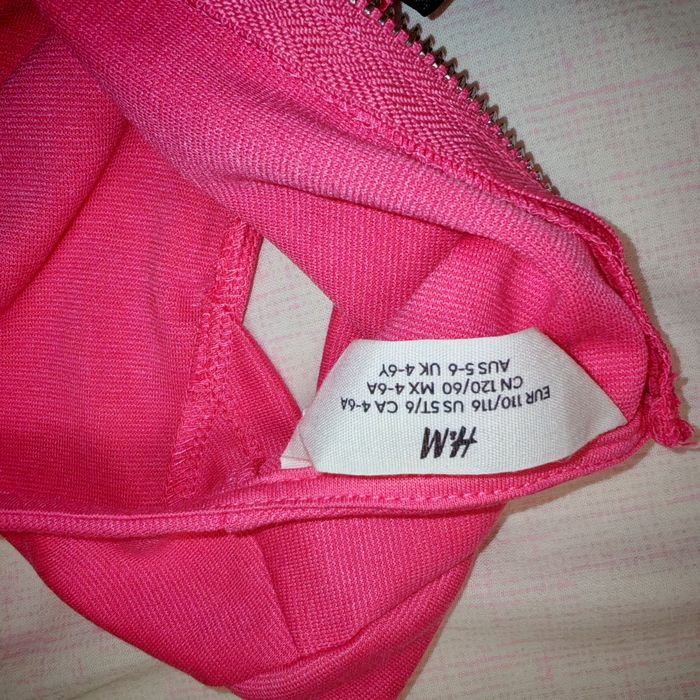 H&M
EUR 110/116 US 5T/6 CA 4-6A
CN 120/60 MX 4-6A
AUS 5-6 UK 4-6Y